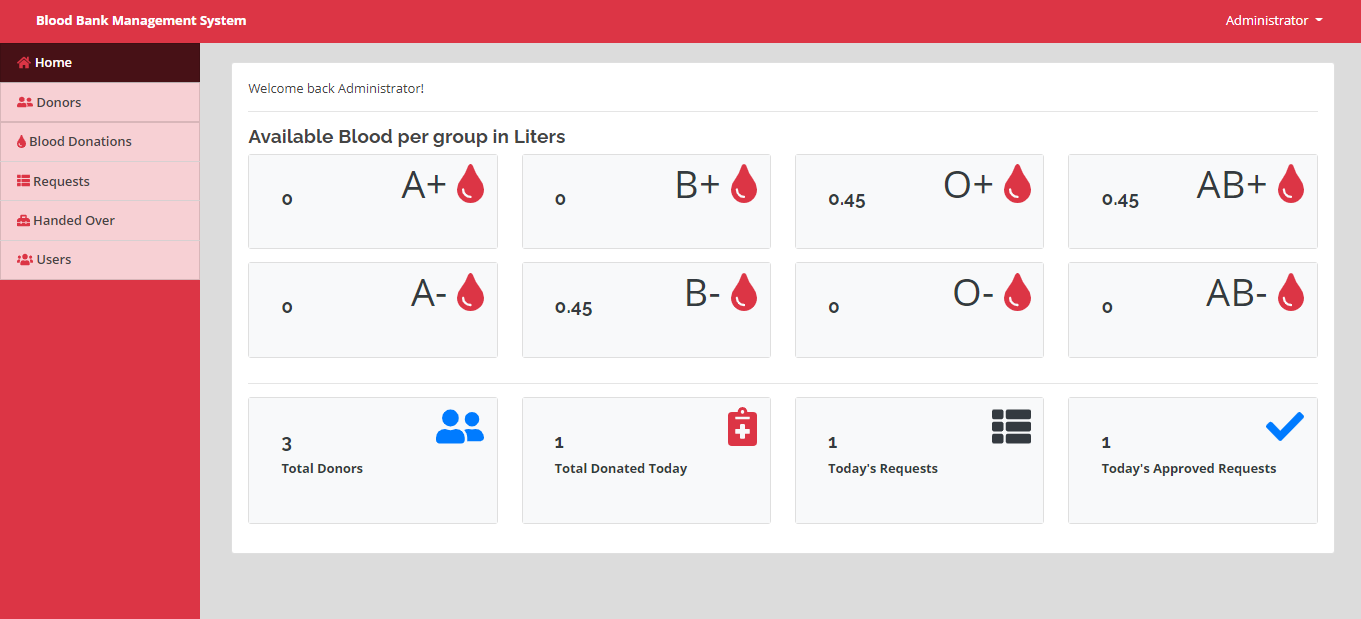 Blood Bank Management System
Administrator
Home
Donors
Blood Donations
Requests
Handed Over
Users
Welcome back Administrator!
Available Blood per group in Liters
0 A+
0 B+
0.45 O+
0.45 AB+
0 A-
0.45 B-
0 O-
0 AB-
3
Total Donors
1
Total Donated Today
1
Today's Requests
1
Today's Approved Requests